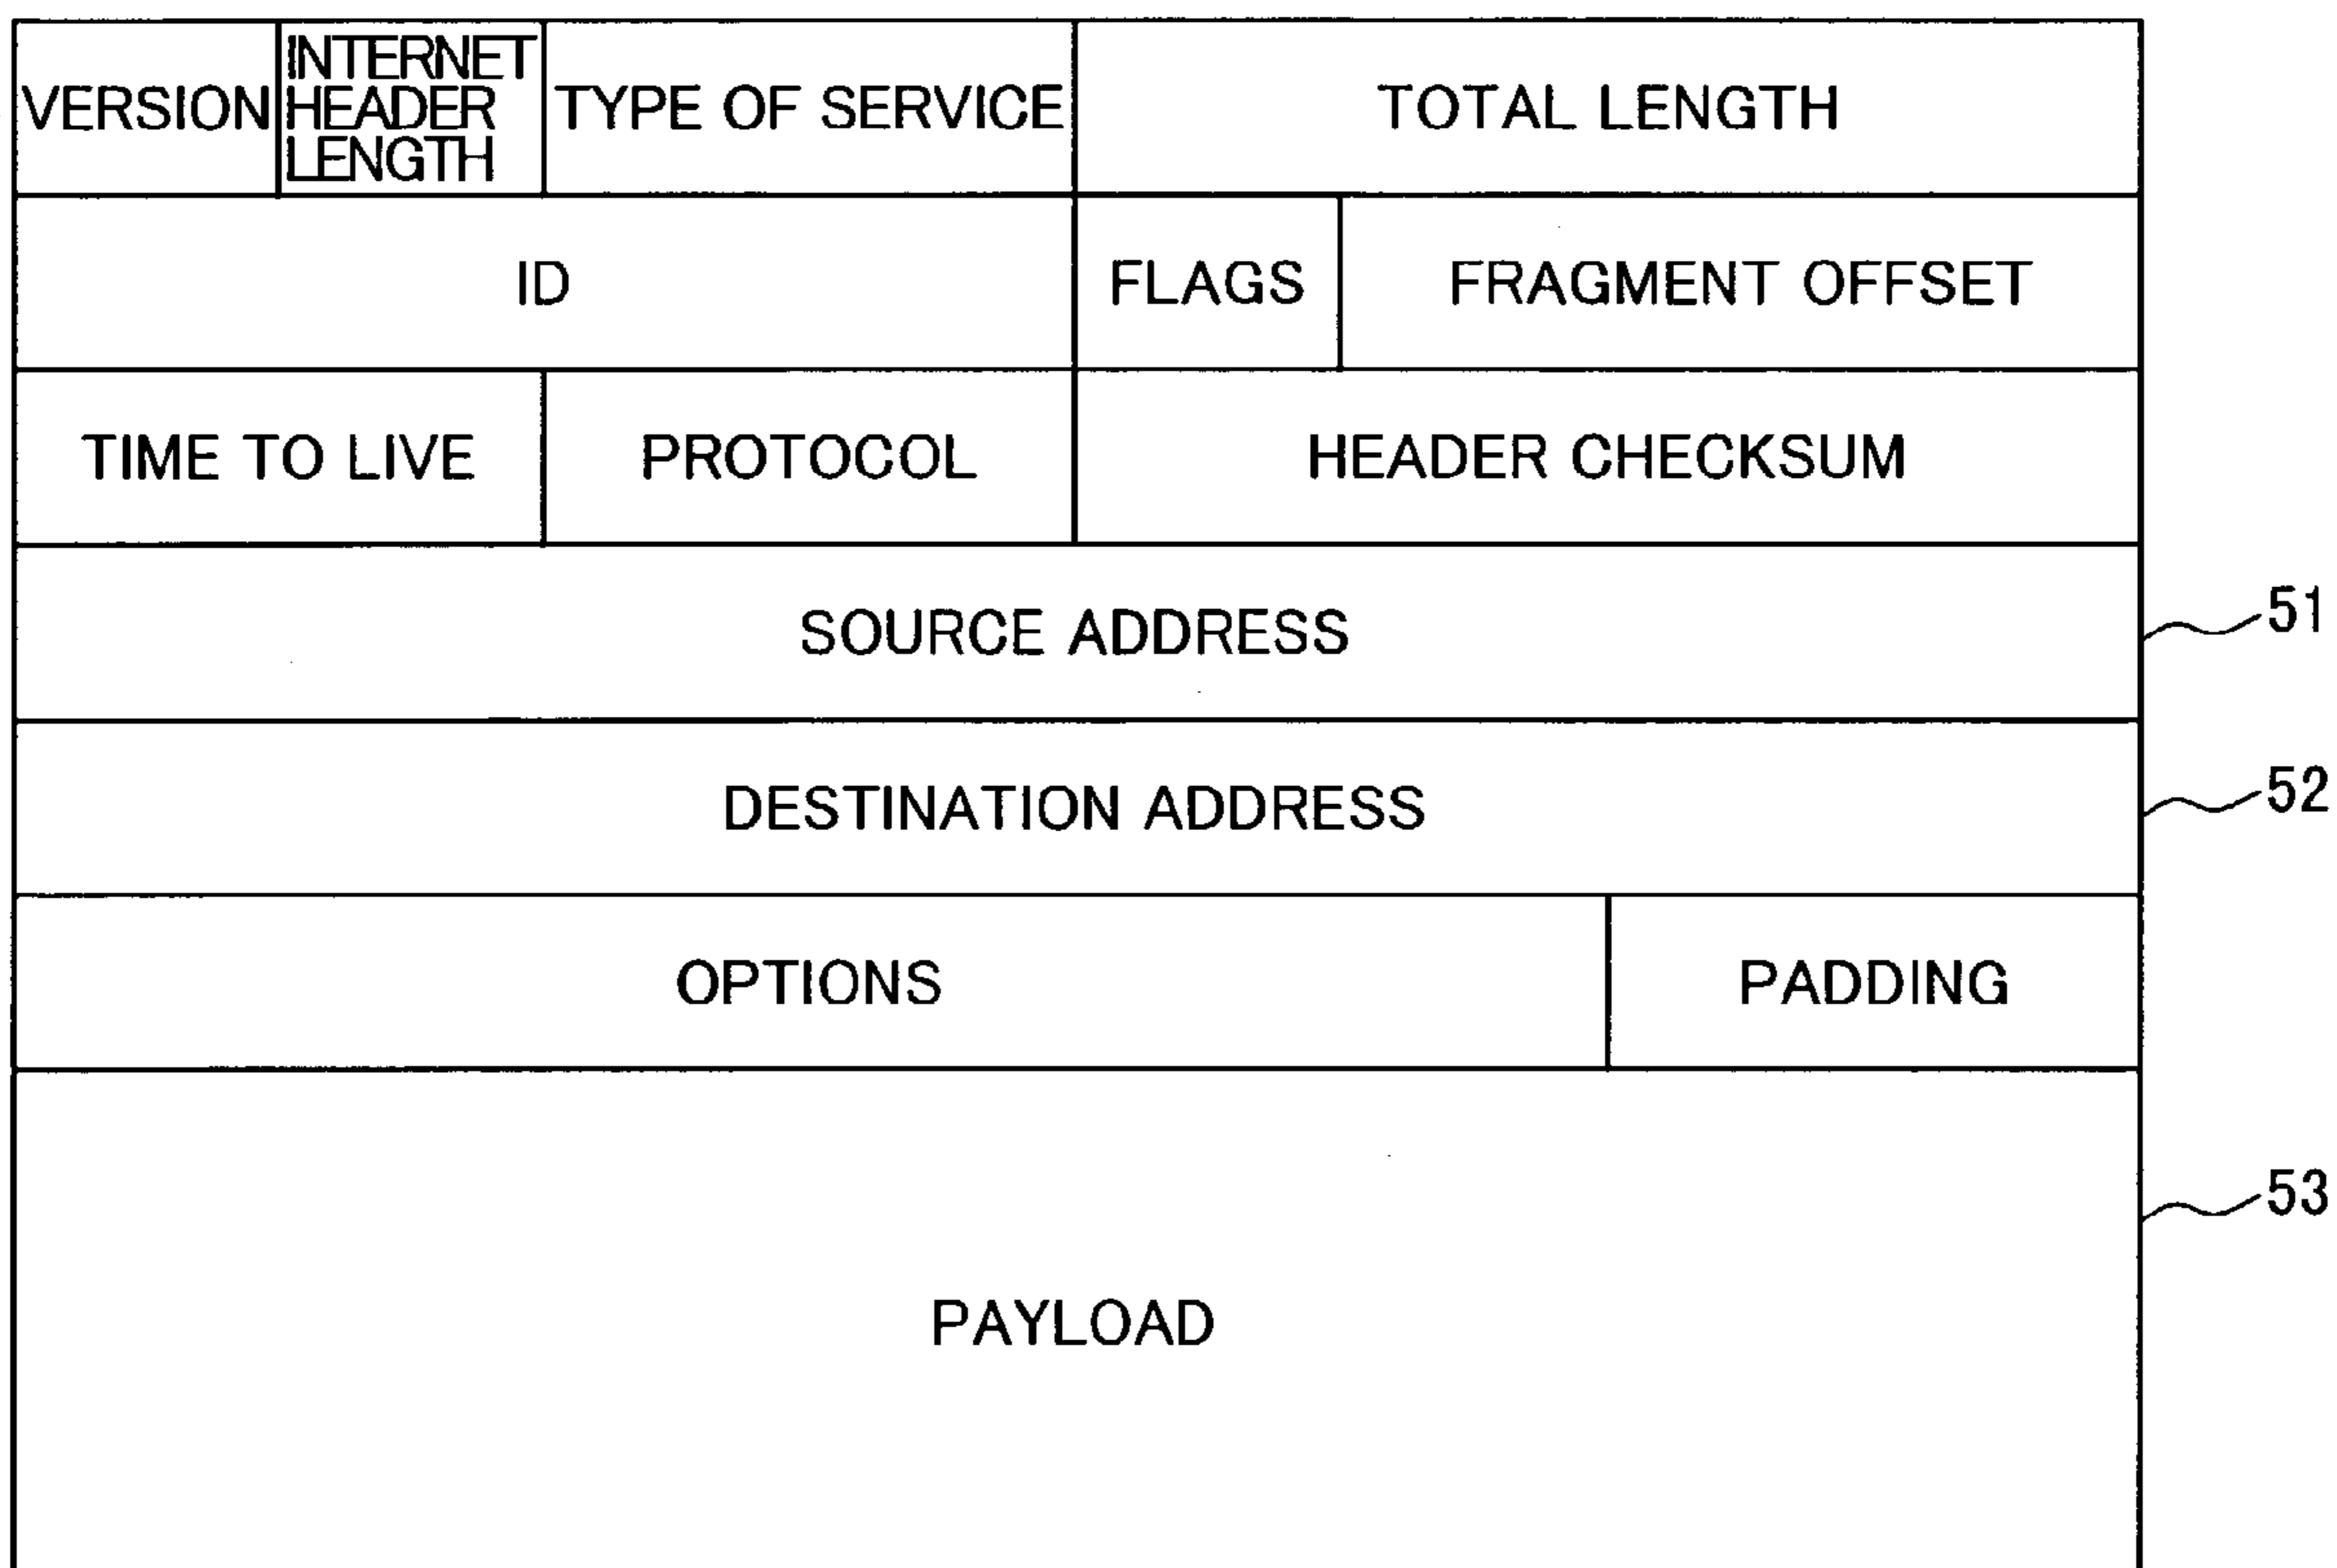 VERSION
INTERNET
HEADER
LENGTH
TYPE OF SERVICE
TOTAL LENGTH
ID
FLAGS
FRAGMENT OFFSET
TIME TO LIVE
PROTOCOL
HEADER CHECKSUM
SOURCE ADDRESS
51
DESTINATION ADDRESS
52
OPTIONS
PADDING
53
PAYLOAD